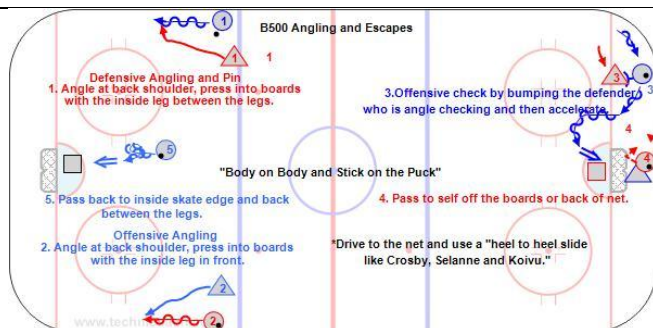 B500 Angling and Escapes
1
1
1
Defensive Angling and Pin
1. Angle at back shoulder, press into boards
with the inside leg between the legs.
3
3
3.Offensive check by bumping the defender
who is angle checking and then accelerate.
4
4
5
"Body on Body and Stick on the Puck"
5. Pass back to inside skate edge and back
between the legs.
4. Pass to self off the boards or back of net.
Offensive Angling
2. Angle at back shoulder, press into boards
with the inside leg in front.
*Drive to the net and use a "heel to heel slide
like Crosby, Selanne and Koivu."
2
2